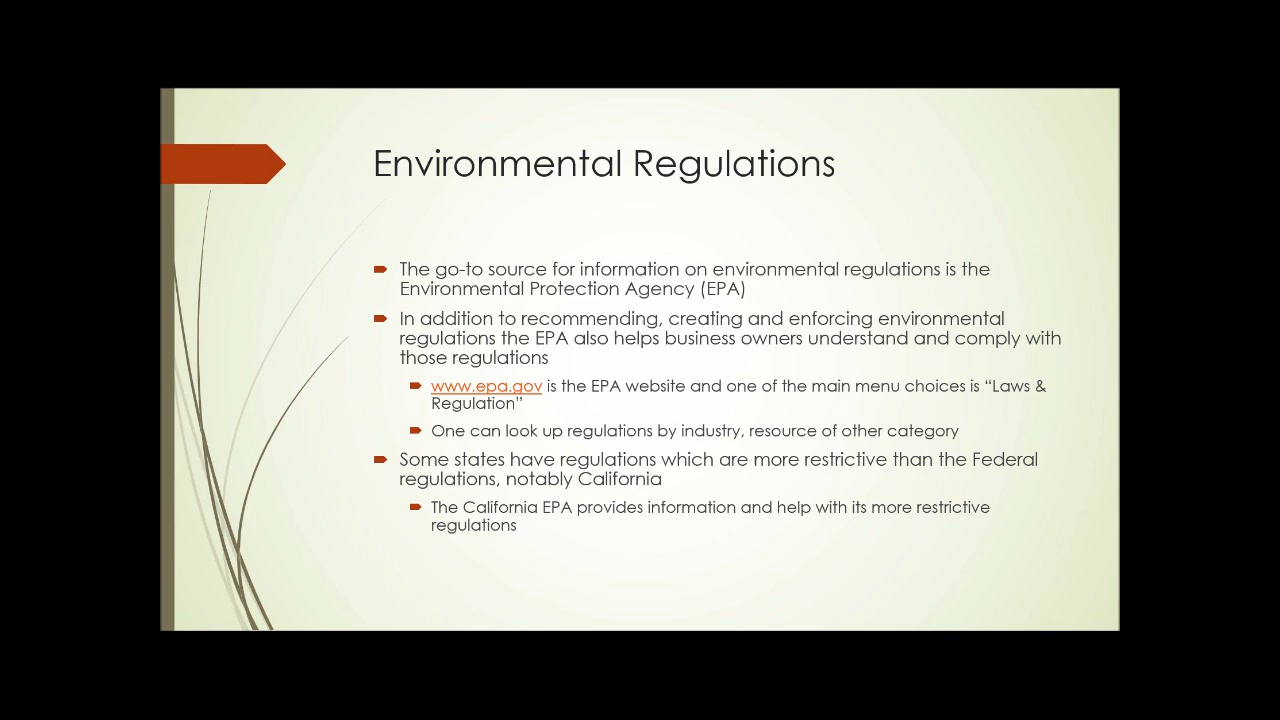 Environmental Regulations
The go-to source for information on environmental regulations is the
Environmental Protection Agency (EPA)
In addition to recommending, creating and enforcing environmental
regulations the EPA also helps business owners understand and comply with
those regulations
www.epa.gov is the EPA website and one of the main menu choices is “Laws &
Regulation”
One can look up regulations by industry, resource of other category
Some states have regulations which are more restrictive than the Federal
regulations, notably California
The California EPA provides information and help with its more restrictive
regulations